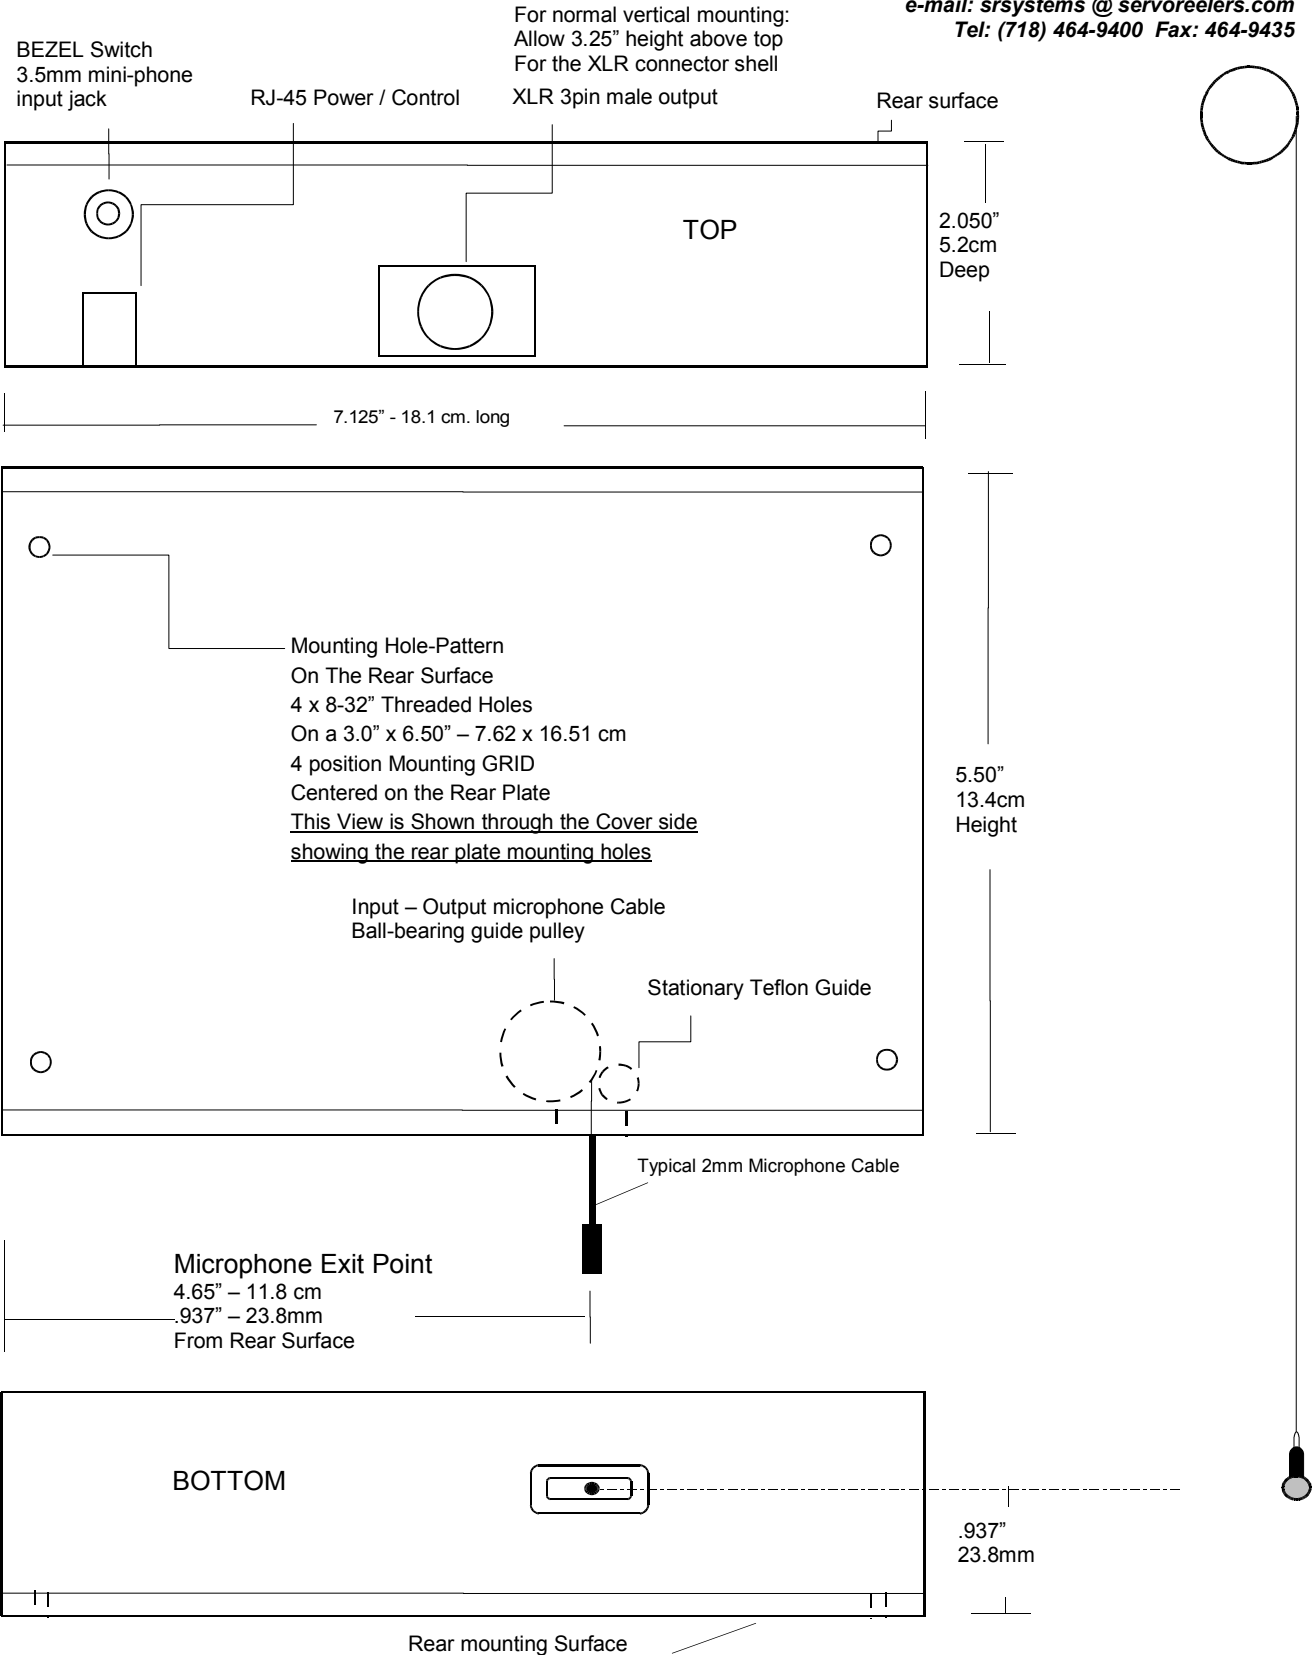 e-mail: srsystems @ servoreelers.com
Tel: (718) 464-9400 Fax: 464-9435
For normal vertical mounting:
Allow 3.25” height above top
For the XLR connector shell
BEZEL Switch
3.5mm mini-phone
input jack
RJ-45 Power / Control
XLR 3pin male output
Rear surface
TOP
2.050”
5.2cm
Deep
7.125” - 18.1 cm. long
Mounting Hole-Pattern
On The Rear Surface
4 x 8-32” Threaded Holes
On a 3.0” x 6.50” – 7.62 x 16.51 cm
4 position Mounting GRID
Centered on the Rear Plate
This View is Shown through the Cover side
showing the rear plate mounting holes
5.50”
13.4cm
Height
Input – Output microphone Cable
Ball-bearing guide pulley
Stationary Teflon Guide
Typical 2mm Microphone Cable
Microphone Exit Point
4.65” – 11.8 cm
.937” – 23.8mm
From Rear Surface
BOTTOM
.937”
23.8mm
Rear mounting Surface